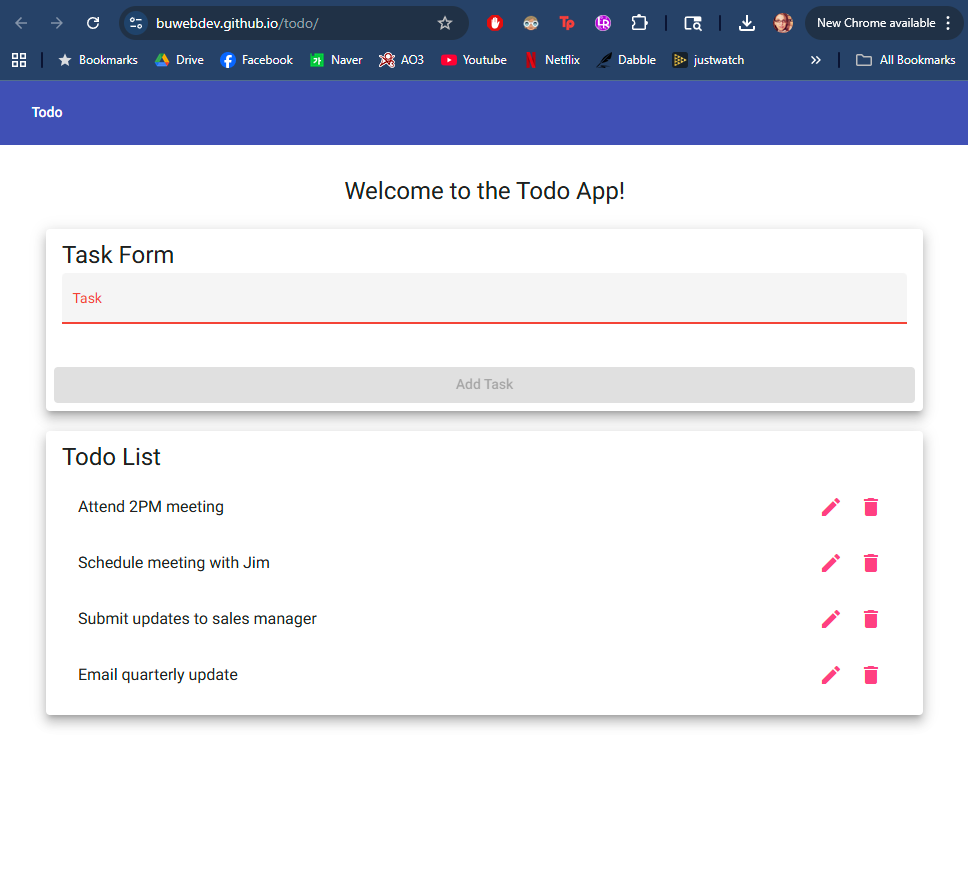 buwebdev.github.io/todo/
Tp
LR
New Chrome available
Bookmarks Drive Facebook Naver AO3 Youtube Netflix Dabble justwatch » All Bookmarks
Todo
Welcome to the Todo App!
Task Form
Task
Add Task
Todo List
Attend 2PM meeting
Schedule meeting with Jim
Submit updates to sales manager
Email quarterly update